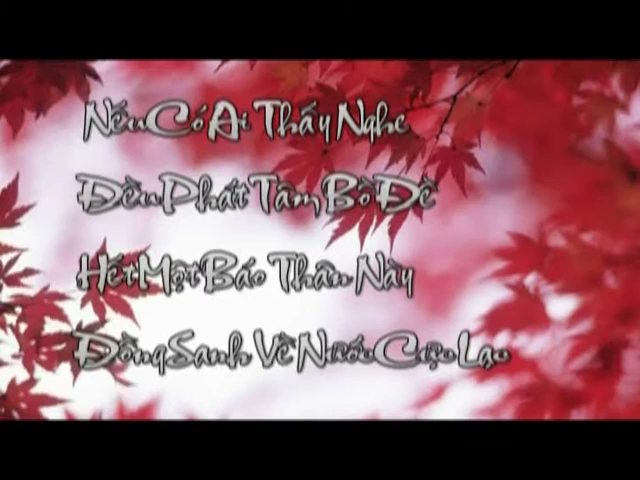 Nếu Có Ai Thấy Nghe
Đều Phát Tâm Bồ Đề
Hết Một Báo Thân Này
Đồng Sanh Về Nước Cực Lạc